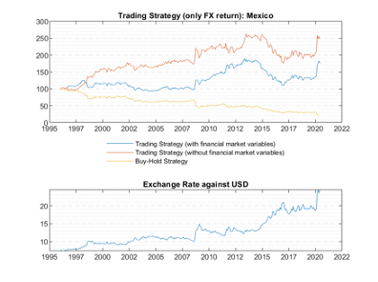 Trading Strategy (only FX return): Mexico
300
250
200
150
100
50
0
1995 1997 2000 2002 2005 2007 2010 2012 2015 2017 2020 2022
Trading Strategy (with financial market variables)
Trading Strategy (without financial market variables)
Buy-Hold Strategy
Exchange Rate against USD
20
15
10
1995 1997 2000 2002 2005 2007 2010 2012 2015 2017 2020 2022